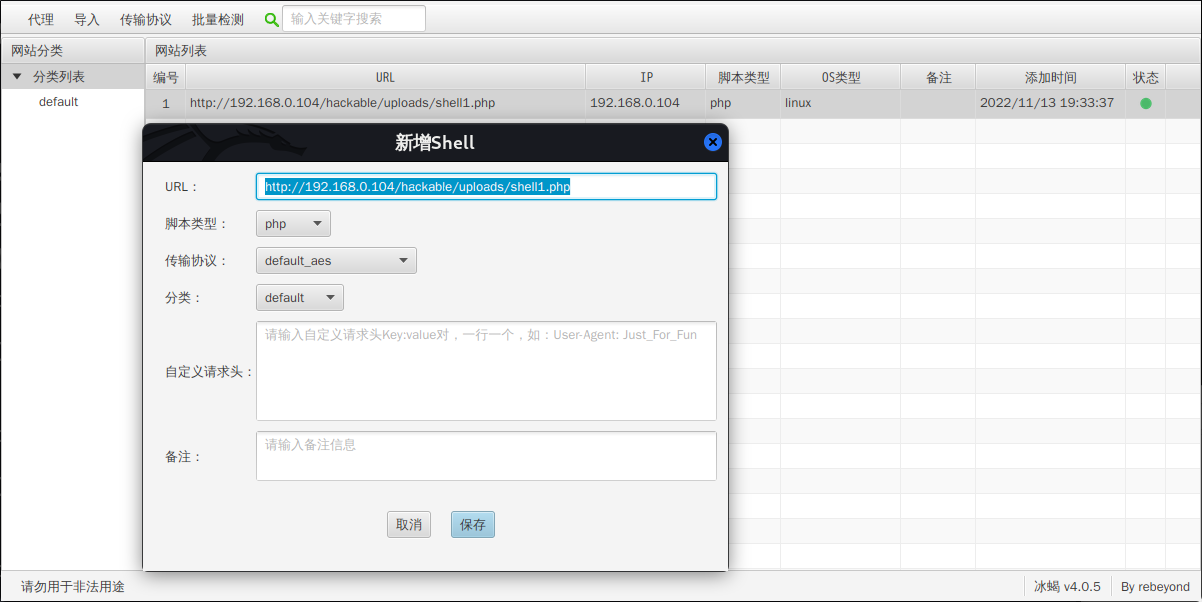 代理 导入 传输协议 批量检测 输入关键字搜索
网站分类 网站列表
分类列表 编号 URL IP 脚本类型 OS类型 备注 添加时间 状态
default 1 http://192.168.0.104/hackable/uploads/shell1.php 192.168.0.104 php linux 2022/11/13 19:33:37
新增Shell
URL： http://192.168.0.104/hackable/uploads/shell1.php
脚本类型： php
传输协议： default_aes
分类： default
请输入自定义请求头Key:value对，一行一个，如：User-Agent: Just_For_Fun
自定义请求头：
请输入备注信息
备注：
取消 保存
请勿用于非法用途 冰蝎 v4.0.5 By rebeyond